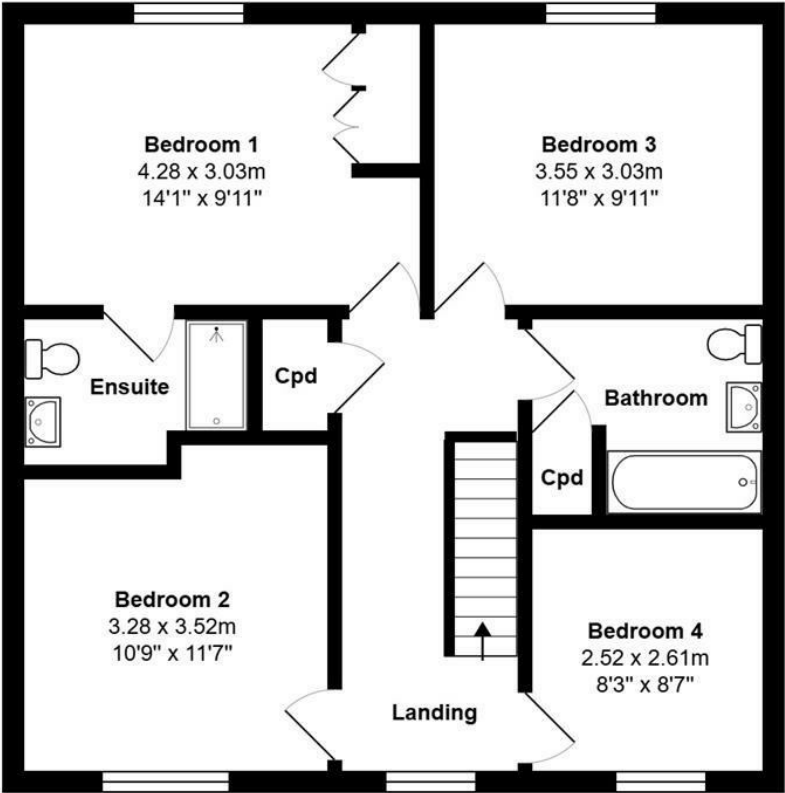 Bedroom 1
4.28 x 3.03m
14'1" x 9'11"
Bedroom 3
3.55 x 3.03m
11'8" x 9'11"
Ensuite
Cpd
Bathroom
Cpd
Bedroom 2
3.28 x 3.52m
10'9" x 11'7"
Bedroom 4
2.52 x 2.61m
8'3" x 8'7"
Landing